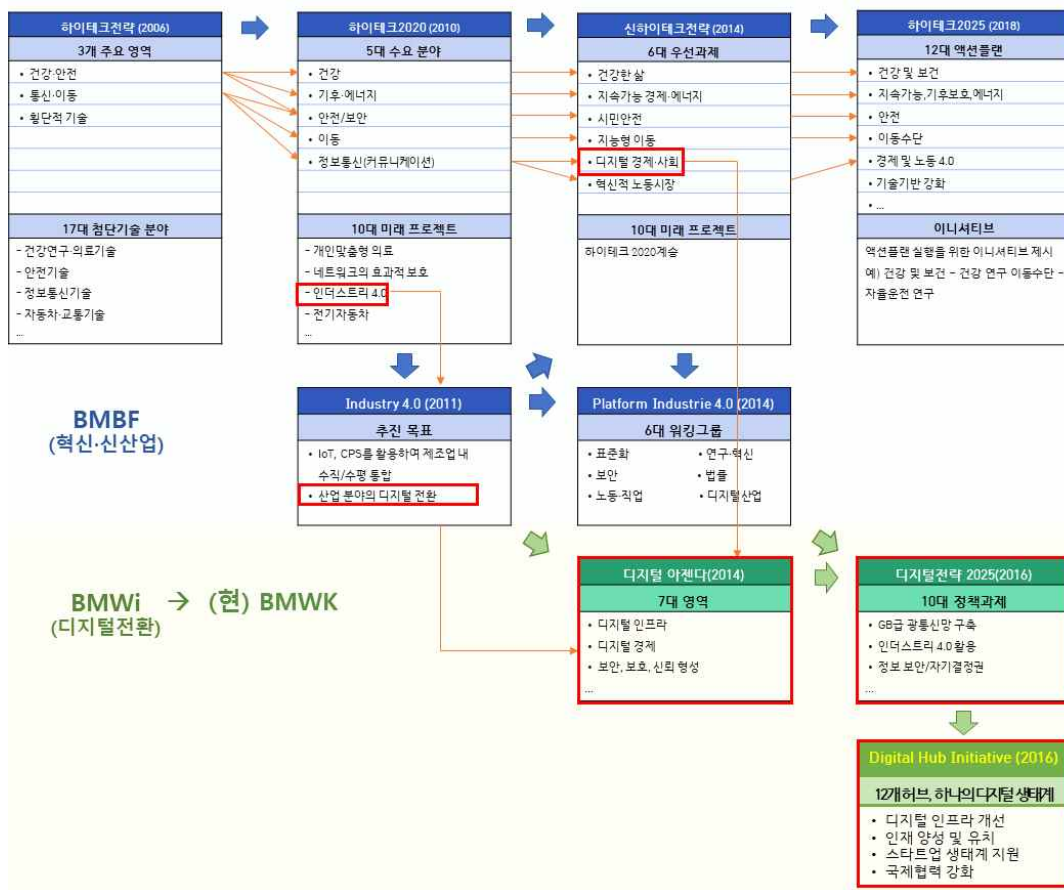 하이테크전략 (2006)
3개 주요 영역
• 건강·안전
• 통신·이동
• 횡단적 기술
17대 첨단기술 분야
- 건강연구·의료기술
- 안전기술
- 정보통신기술
- 자동차·교통기술
...
하이테크2020 (2010)
5대 수요 분야
• 건강
• 기후·에너지
• 안전/보안
• 이동
• 정보통신(커뮤니케이션)
10대 미래 프로젝트
- 개인맞춤형 의료
- 네트워크의 효과적 보호
- 인더스트리 4.0
- 전기자동차
...
신하이테크전략 (2014)
6대 우선과제
• 건강한 삶
• 지속가능 경제·에너지
• 시민안전
• 지능형 이동
• 디지털 경제·사회
• 혁신적 노동시장
10대 미래 프로젝트
하이테크 2020계승
하이테크2025 (2018)
12대 액션플랜
• 건강 및 보건
• 지속가능,기후보호,에너지
• 안전
• 이동수단
• 경제 및 노동 4.0
• 기술기반 강화
• ...
이니셔티브
액션플랜 실행을 위한 이니셔티브 제시
예) 건강 및 보건 – 건강 연구 이동수단 –
자율운전 연구
BMBF
(혁신·신산업)
Industry 4.0 (2011)
추진 목표
• IoT, CPS를 활용하여 제조업 내
수직/수평 통합
• 산업 분야의 디지털 전환
Platform Industrie 4.0 (2014)
6대 워킹그룹
• 표준화 • 연구·혁신
• 보안 • 법률
• 노동·직업 • 디지털산업
BMWi → (현) BMWK
(디지털전환)
디지털 아젠다(2014)
7대 영역
• 디지털 인프라
• 디지털 경제
• 보안, 보호, 신뢰 형성
...
디지털전략 2025(2016)
10대 정책과제
• GB급 광통신망 구축
• 인더스트리 4.0 활용
• 정보 보안/자기결정권
...
Digital Hub Initiative (2016)
12개 허브, 하나의 디지털 생태계
• 디지털 인프라 개선
• 인재 양성 및 유치
• 스타트업 생태계 지원
• 국제협력 강화